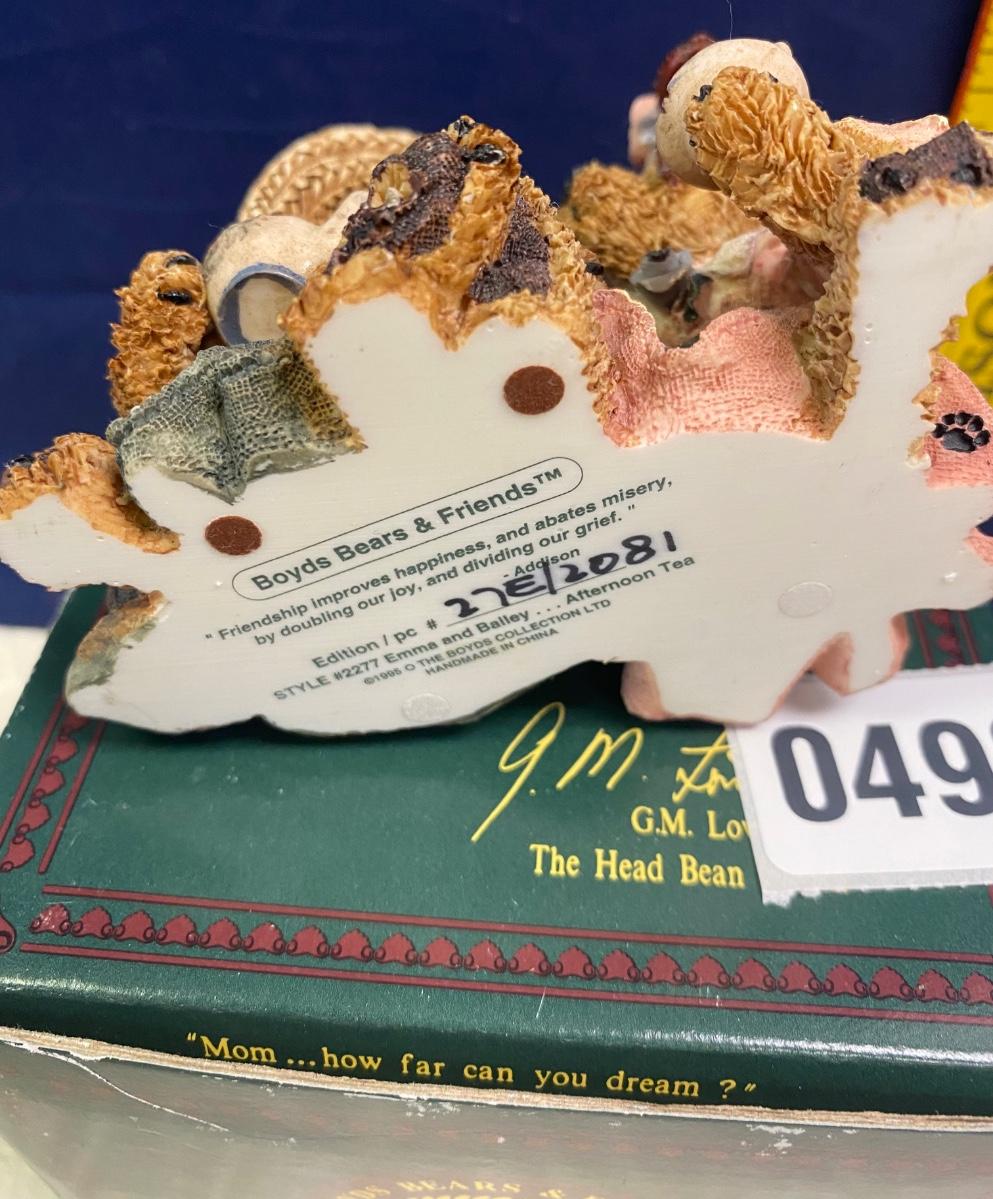 Boyds Bears & Friends™
" Friendship improves happiness, and abates misery,
by doubling our joy, and dividing our grief. "
Addison
Edition / pc # 27E/2081
STYLE #2277 Emma and Bailey . . . Afternoon Tea
©1995 © THE BOYDS COLLECTION LTD
HANDMADE IN CHINA
G.M.
G.M.
The Head Bean
049
"Mom ... how far can you dream ?"
BEARS &